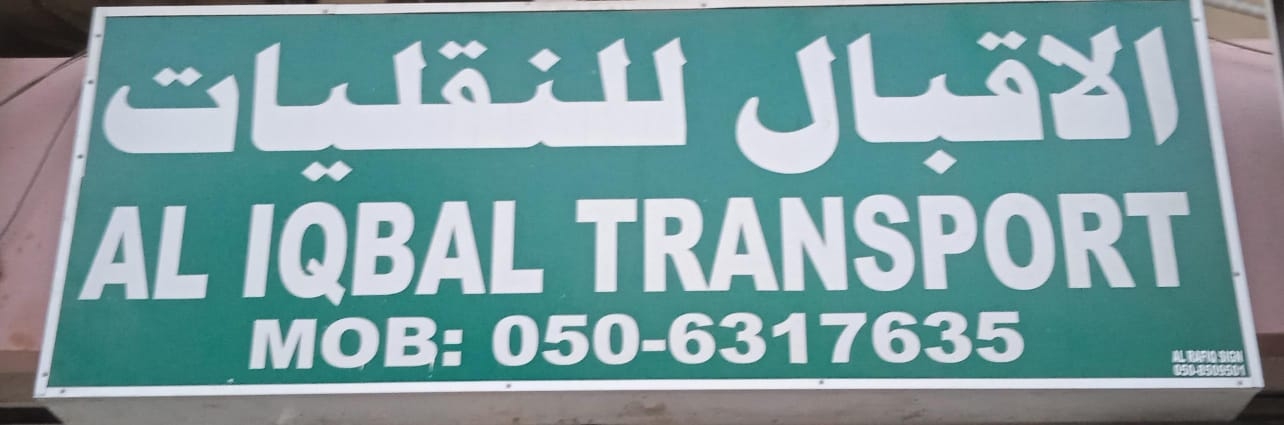 الاقبال للنقليات
AL IQBAL TRANSPORT
MOB: 050-6317635
AL RAFIQ SIGN
050-8509501